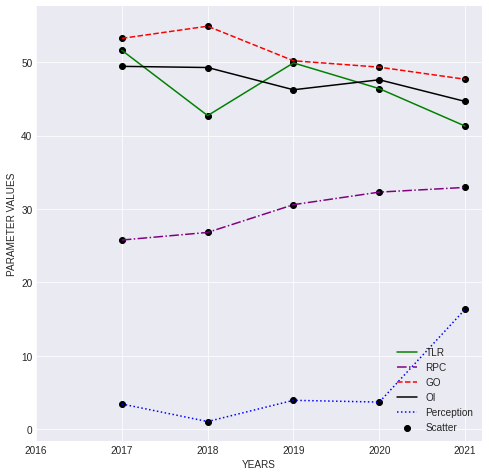 50
40
30
20
10
0
PARAMETER VALUES
2016 2017 2018 2019 2020 2021
YEARS
TLR
RPC
GO
OI
Perception
Scatter